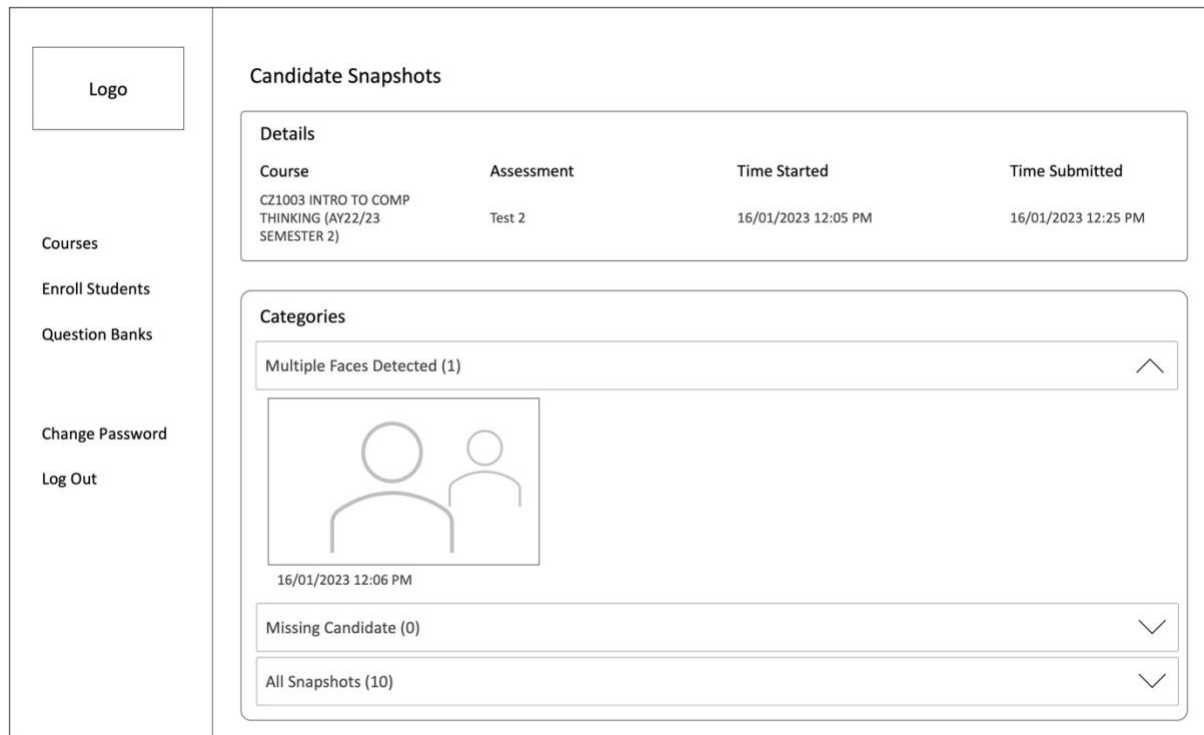 Logo
Courses
Enroll Students
Question Banks
Change Password
Log Out
Candidate Snapshots
Details
Course
Assessment
Time Started
Time Submitted
CZ1003 INTRO TO COMP
THINKING (AY22/23
SEMESTER 2)
Test 2
16/01/2023 12:05 PM
16/01/2023 12:25 PM
Categories
Multiple Faces Detected (1)
16/01/2023 12:06 PM
Missing Candidate (0)
All Snapshots (10)